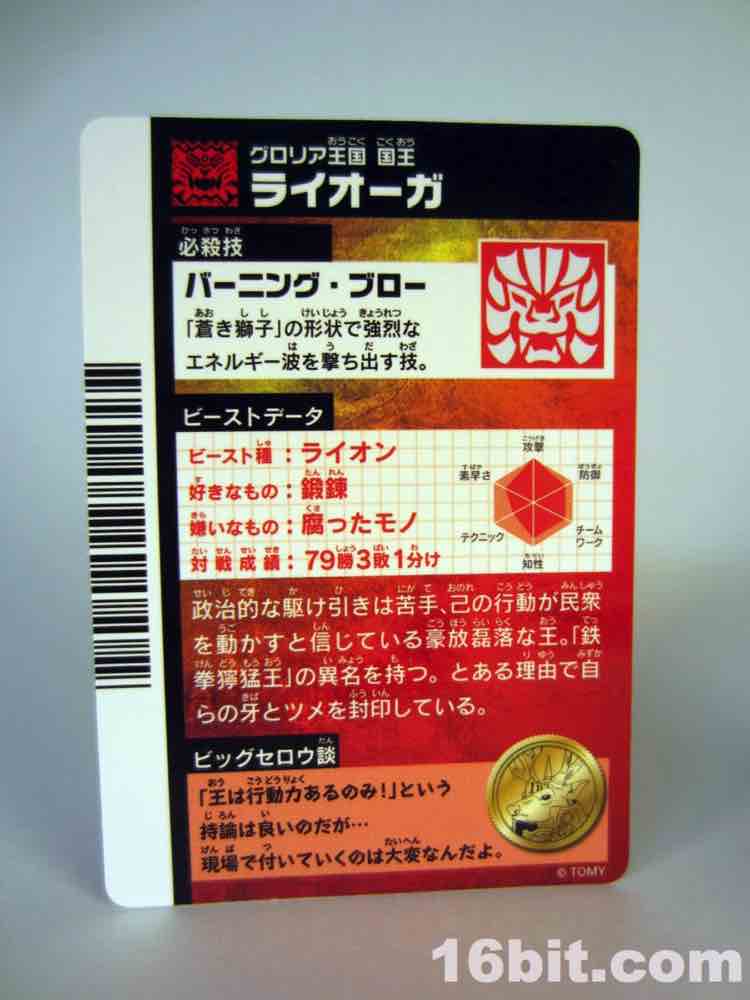 グロリア王国 国王
ライオーガ
必殺技
バーニング・ブロー
「蒼き獅子」の形状で強烈な
エネルギー波を撃ち出す技。
ビーストデータ
ビースト種：ライオン
好きなもの：鍛錬
嫌いなもの：腐ったモノ
対戦成績：79勝3敗1分け
攻撃
素早さ
防御
テクニック
チーム
ワーク
知性
政治的な駆け引きは苦手、己の行動が民衆
を動かすと信じている豪放磊落な王。「鉄
拳獰猛王」の異名を持つ。とある理由で自
らの牙とツメを封印している。
ビッグセロウ談
「王は行動力あるのみ！」という
持論は良いのだが…
現場で付いていくのは大変なんだよ。
© TOMY
16bit.com